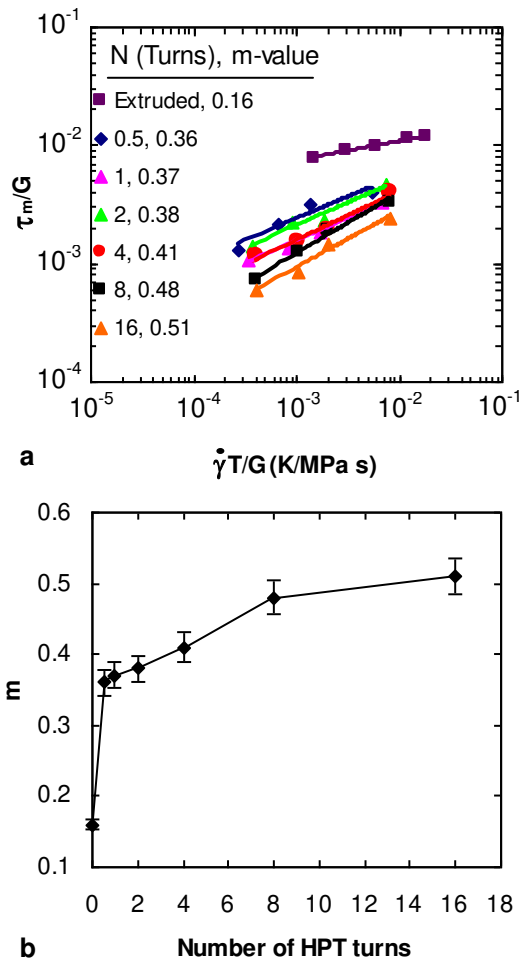 10⁻¹
N (Turns), m-value
Extruded, 0.16
10⁻²
0.5, 0.36
1, 0.37
τm/G
2, 0.38
10⁻³
4, 0.41
8, 0.48
16, 0.51
10⁻⁴
10⁻⁵ 10⁻⁴ 10⁻³ 10⁻² 10⁻¹
a
γ̇T/G (K/MPa s)
0.6
0.5
0.4
m
0.3
0.2
0.1
0 2 4 6 8 10 12 14 16 18
b
Number of HPT turns